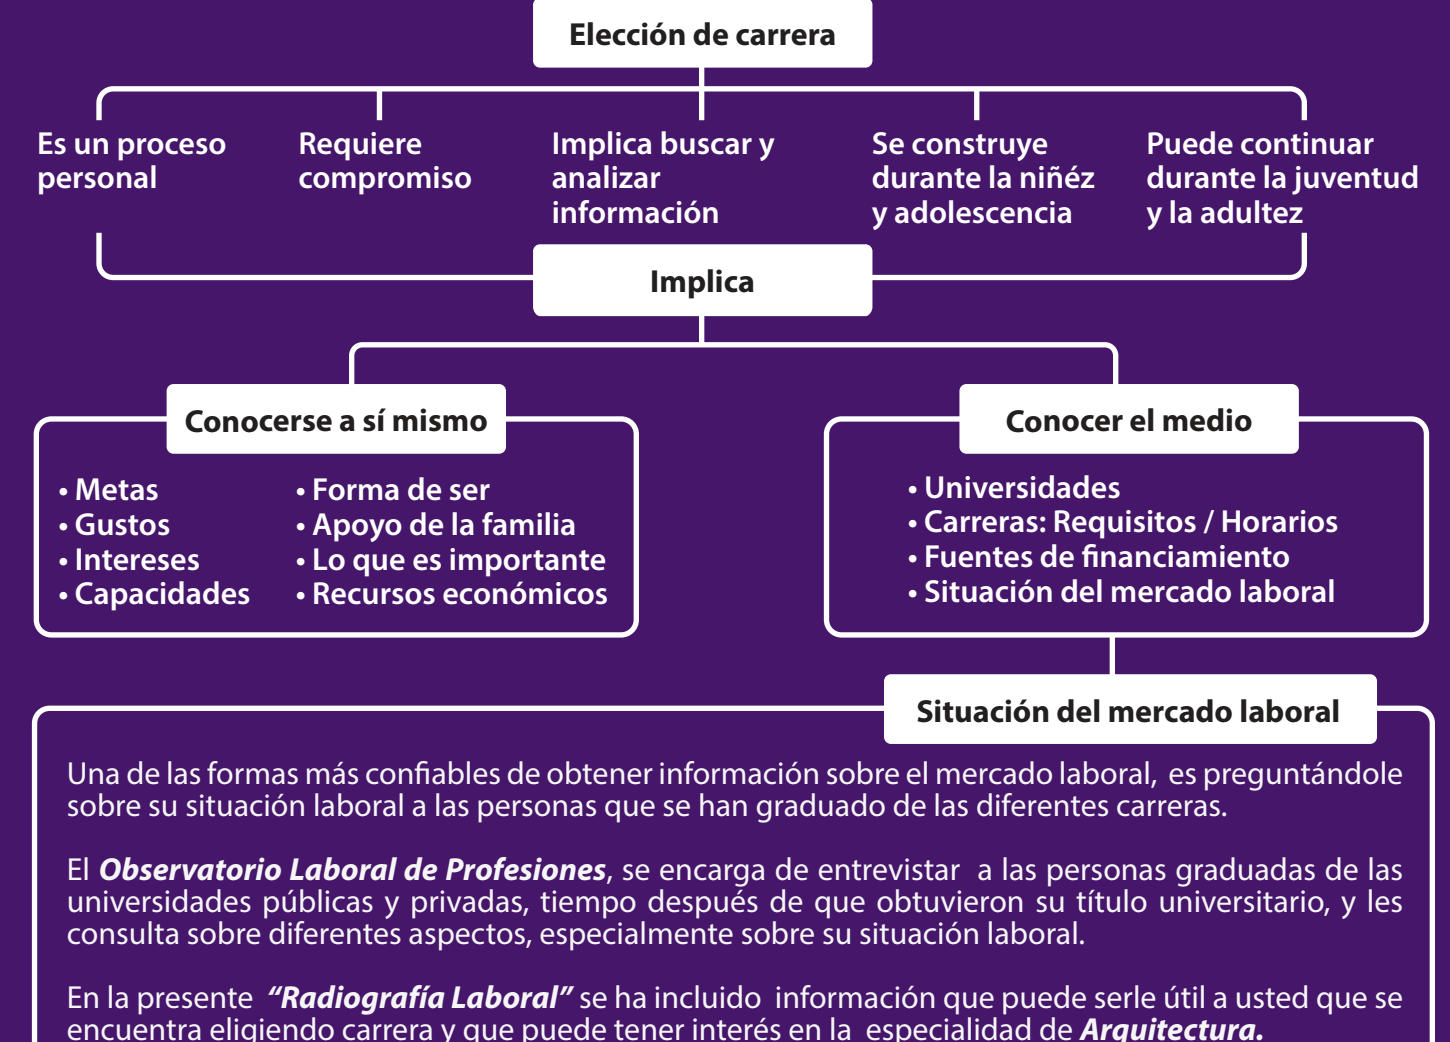 Elección de carrera
Es un proceso
personal
Requiere
compromiso
Implica buscar y
analizar
información
Se construye
durante la niñéz
y adolescencia
Puede continuar
durante la juventud
y la adultez
Implica
Conocerse a sí mismo
• Metas
• Gustos
• Intereses
• Capacidades
• Forma de ser
• Apoyo de la familia
• Lo que es importante
• Recursos económicos
Conocer el medio
• Universidades
• Carreras: Requisitos / Horarios
• Fuentes de financiamiento
• Situación del mercado laboral
Situación del mercado laboral
Una de las formas más confiables de obtener información sobre el mercado laboral, es preguntándole
sobre su situación laboral a las personas que se han graduado de las diferentes carreras.
El Observatorio Laboral de Profesiones, se encarga de entrevistar a las personas graduadas de las
universidades públicas y privadas, tiempo después de que obtuvieron su título universitario, y les
consulta sobre diferentes aspectos, especialmente sobre su situación laboral.
En la presente “Radiografía Laboral” se ha incluido información que puede serle útil a usted que se
encuentra eligiendo carrera y que puede tener interés en la especialidad de Arquitectura.